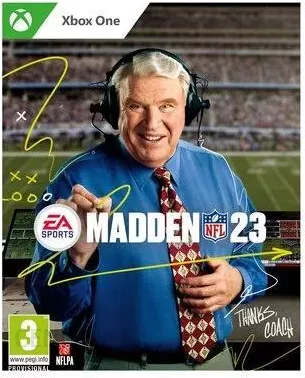 XBOX One
EA
SPORTS
MADDEN NFL 23
THANKS,
COACH
3
www.pegi.info
PROVISIONAL
NFLPA